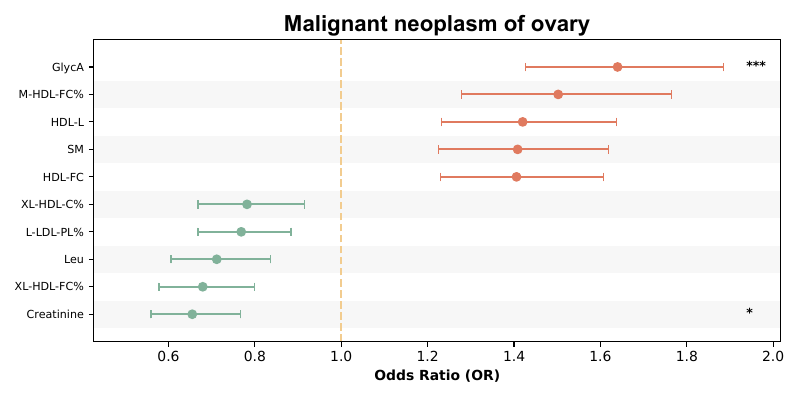 Malignant neoplasm of ovary
GlycA
***
M-HDL-FC%
HDL-L
SM
HDL-FC
XL-HDL-C%
L-LDL-PL%
Leu
XL-HDL-FC%
Creatinine
*
0.6 0.8 1.0 1.2 1.4 1.6 1.8 2.0
Odds Ratio (OR)